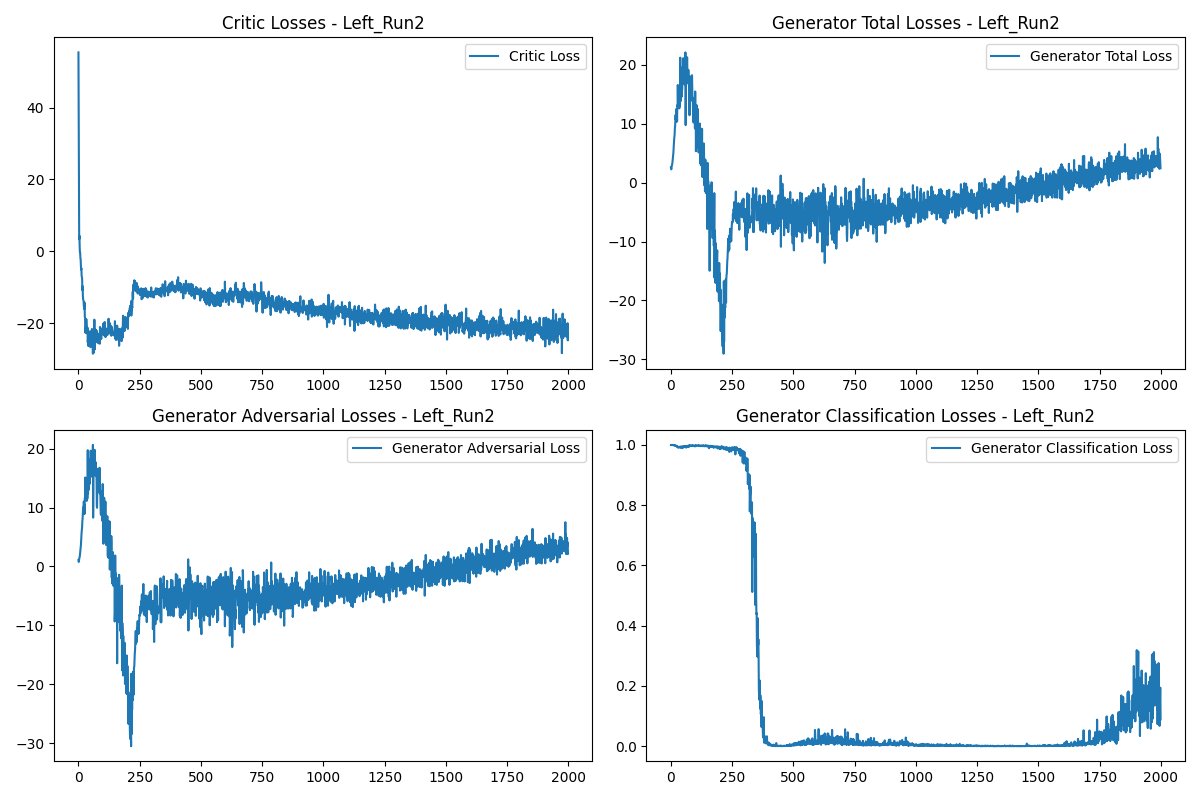 Critic Losses - Left_Run2
Critic Loss
40
20
0
−20
0 250 500 750 1000 1250 1500 1750 2000
Generator Total Losses - Left_Run2
Generator Total Loss
20
10
0
−10
−20
−30
0 250 500 750 1000 1250 1500 1750 2000
Generator Adversarial Losses - Left_Run2
Generator Adversarial Loss
20
10
0
−10
−20
−30
0 250 500 750 1000 1250 1500 1750 2000
Generator Classification Losses - Left_Run2
Generator Classification Loss
1.0
0.8
0.6
0.4
0.2
0.0
0 250 500 750 1000 1250 1500 1750 2000